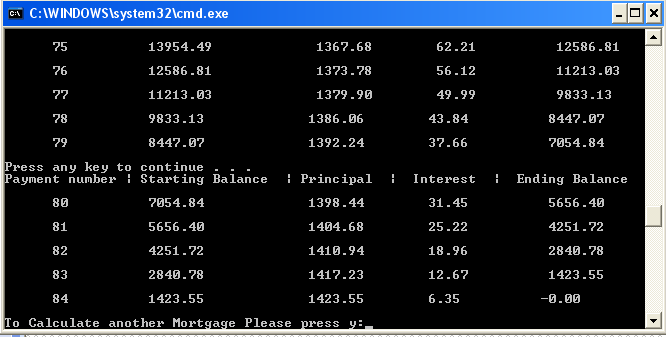 C:\WINDOWS\system32\cmd.exe
75 13954.49 1367.68 62.21 12586.81
76 12586.81 1373.78 56.12 11213.03
77 11213.03 1379.90 49.99 9833.13
78 9833.13 1386.06 43.84 8447.07
79 8447.07 1392.24 37.66 7054.84
Press any key to continue . . .
Payment number ¦ Starting Balance ¦ Principal ¦ Interest ¦ Ending Balance
80 7054.84 1398.44 31.45 5656.40
81 5656.40 1404.68 25.22 4251.72
82 4251.72 1410.94 18.96 2840.78
83 2840.78 1417.23 12.67 1423.55
84 1423.55 1423.55 6.35 -0.00
To Calculate another Mortgage Please press y:_